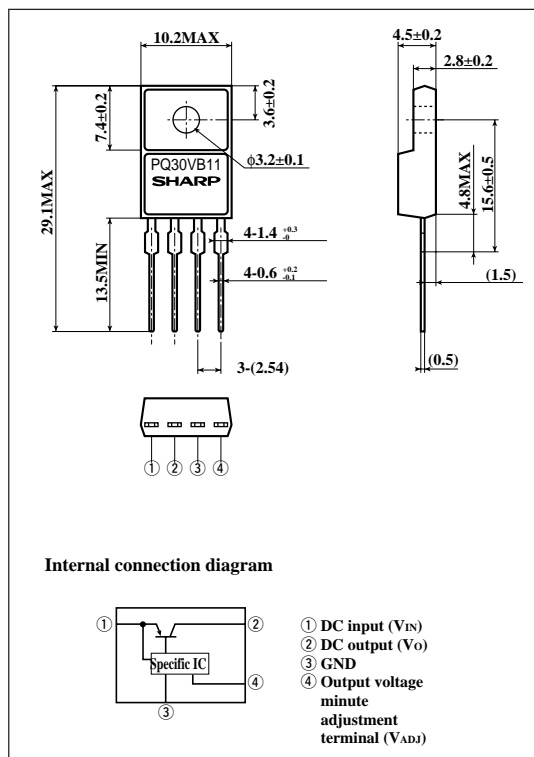 10.2MAX
4.5±0.2
2.8±0.2
7.4±0.2
3.6±0.2
29.1MAX
PQ30VB11
SHARP
ϕ3.2±0.1
4.8MAX
15.6±0.5
13.5MIN
4-1.4 +0.3 -0
4-0.6 +0.2 -0.1
(1.5)
3-(2.54)
(0.5)
① ② ③ ④
Internal connection diagram
① ②
Specific IC
④
③
① DC input (VIN)
② DC output (VO)
③ GND
④ Output voltage
minute
adjustment
terminal (VADJ)